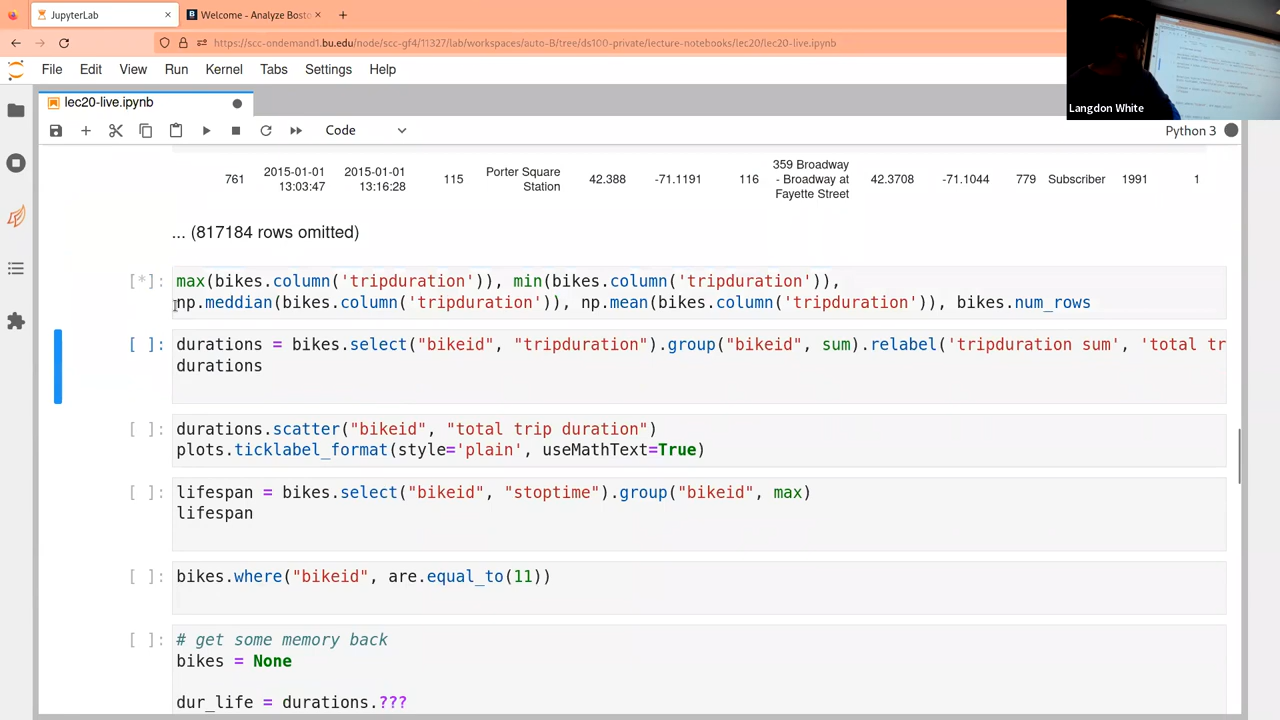 JupyterLab
Welcome - Analyze Bosto
https://scc-ondemand1.bu.edu/node/scc-gf4/11327/lab/workspaces/auto-B/tree/ds100-private/lecture-notebooks/lec20/lec20-live.ipynb
Langdon White
File Edit View Run Kernel Tabs Settings Help
lec20-live.ipynb
Code
Python 3
761 2015-01-01 13:03:47 2015-01-01 13:16:28 115 Porter Square Station 42.388 -71.1191 116 359 Broadway - Broadway at Fayette Street 42.3708 -71.1044 779 Subscriber 1991 1
... (817184 rows omitted)
[*]: max(bikes.column('tripduration')), min(bikes.column('tripduration')),
np.meddian(bikes.column('tripduration')), np.mean(bikes.column('tripduration')), bikes.num_rows
[ ]: durations = bikes.select("bikeid", "tripduration").group("bikeid", sum).relabel('tripduration sum', 'total tr
durations
[ ]: durations.scatter("bikeid", "total trip duration")
plots.ticklabel_format(style='plain', useMathText=True)
[ ]: lifespan = bikes.select("bikeid", "stoptime").group("bikeid", max)
lifespan
[ ]: bikes.where("bikeid", are.equal_to(11))
[ ]: # get some memory back
bikes = None
dur_life = durations.???